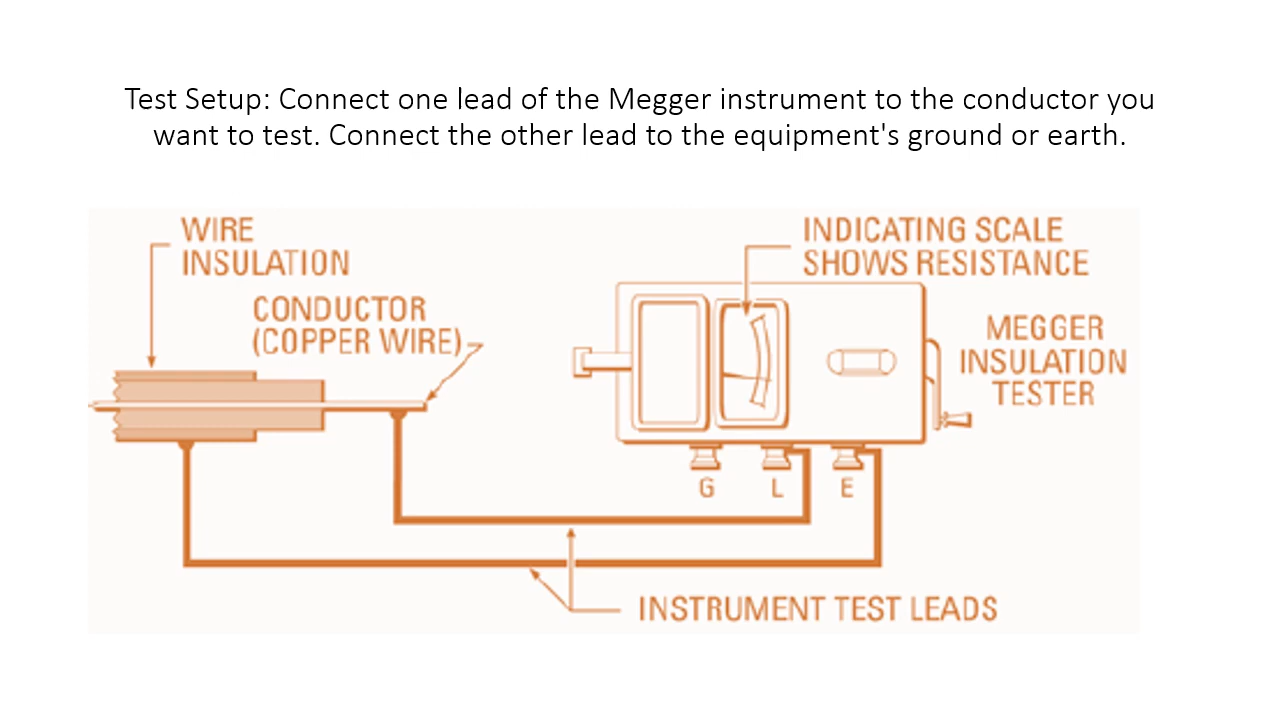 Test Setup: Connect one lead of the Megger instrument to the conductor you
want to test. Connect the other lead to the equipment's ground or earth.
WIRE
INSULATION
CONDUCTOR
(COPPER WIRE)
INDICATING SCALE
SHOWS RESISTANCE
MEGGER
INSULATION
TESTER
G L E
INSTRUMENT TEST LEADS